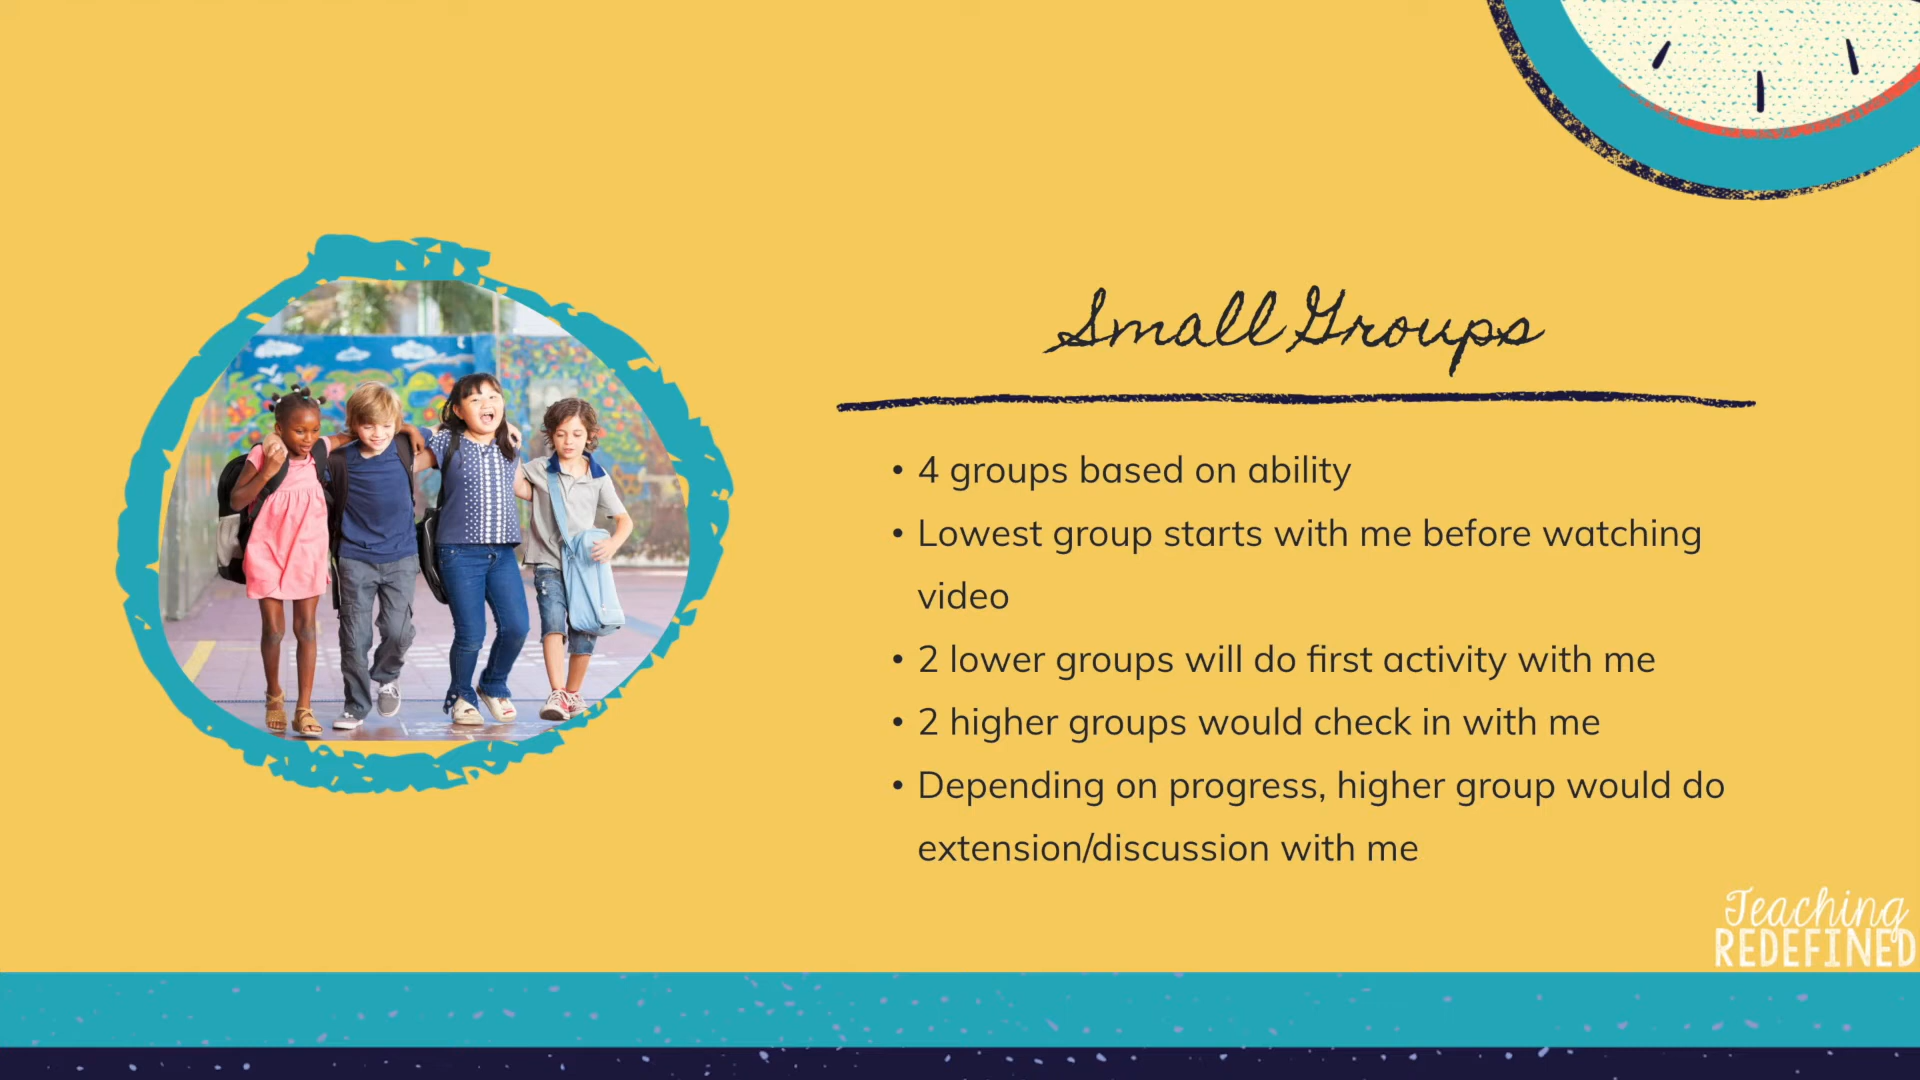 Small Groups
• 4 groups based on ability
• Lowest group starts with me before watching
video
• 2 lower groups will do first activity with me
• 2 higher groups would check in with me
• Depending on progress, higher group would do
extension/discussion with me
Teaching
REDEFINED